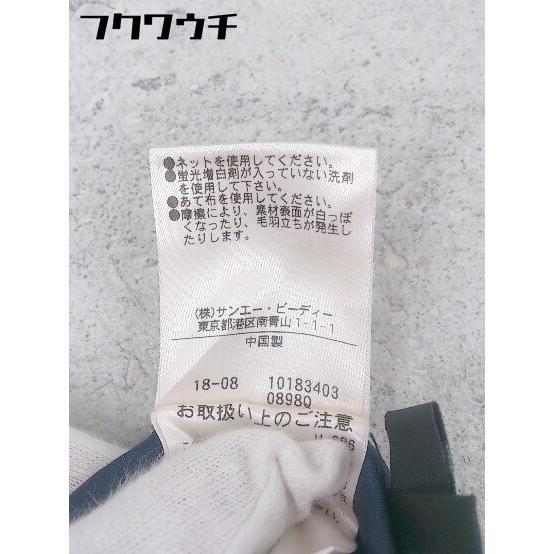 フクワウチ
●ネットを使用してください。
●蛍光増白剤が入っていない洗剤
を使用して下さい。
●あて布を使用してください。
●摩擦により、素材表面が白っぽ
くなったり、毛羽立ちが発生し
たりします。
(株)サンエー・ビーディー
東京都港区南青山1-1-1
中国製
18-08 10183403
0898Q
お取扱い上のご注意